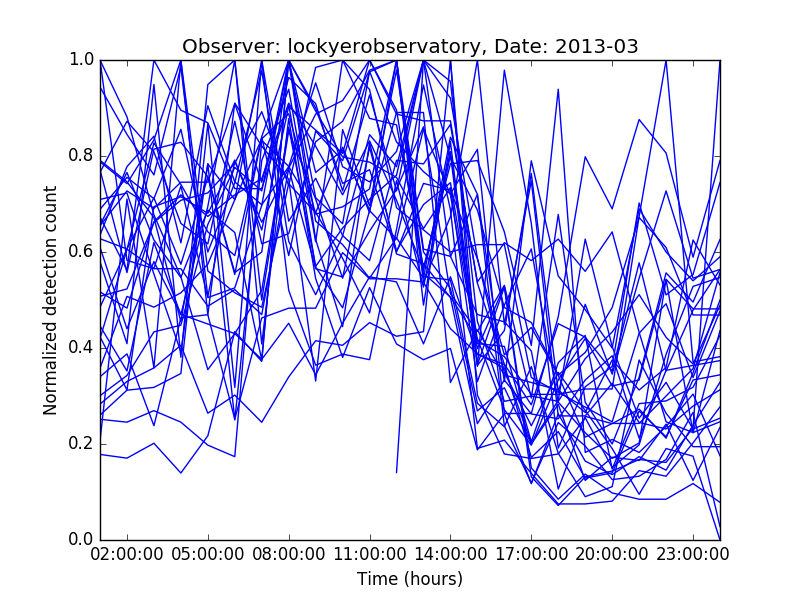 Observer: lockyerobservatory, Date: 2013-03
Normalized detection count
1.0
0.8
0.6
0.4
0.2
0.0
02:00:00 05:00:00 08:00:00 11:00:00 14:00:00 17:00:00 20:00:00 23:00:00
Time (hours)